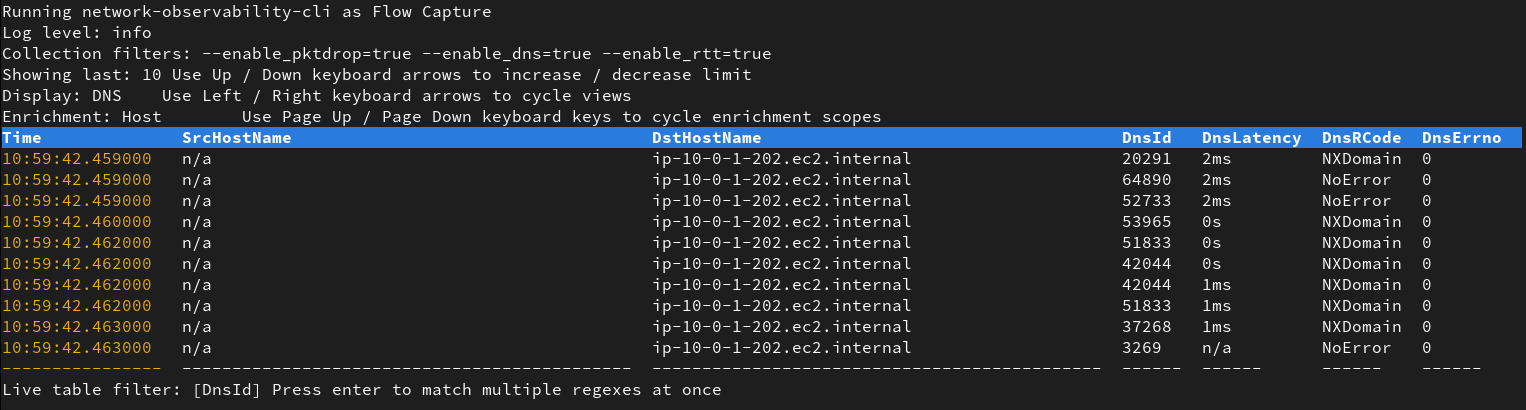 Running network-observability-cli as Flow Capture
Log level: info
Collection filters: --enable_pktdrop=true --enable_dns=true --enable_rtt=true
Showing last: 10 Use Up / Down keyboard arrows to increase / decrease limit
Display: DNS    Use Left / Right keyboard arrows to cycle views
Enrichment: Host        Use Page Up / Page Down keyboard keys to cycle enrichment scopes
Time SrcHostName DstHostName DnsId DnsLatency DnsRCode DnsErrno
10:59:42.459000 n/a ip-10-0-1-202.ec2.internal 20291 2ms NXDomain 0
10:59:42.459000 n/a ip-10-0-1-202.ec2.internal 64890 2ms NoError 0
10:59:42.459000 n/a ip-10-0-1-202.ec2.internal 52733 2ms NoError 0
10:59:42.460000 n/a ip-10-0-1-202.ec2.internal 53965 0s NXDomain 0
10:59:42.462000 n/a ip-10-0-1-202.ec2.internal 51833 0s NXDomain 0
10:59:42.462000 n/a ip-10-0-1-202.ec2.internal 42044 0s NXDomain 0
10:59:42.462000 n/a ip-10-0-1-202.ec2.internal 42044 1ms NXDomain 0
10:59:42.462000 n/a ip-10-0-1-202.ec2.internal 51833 1ms NXDomain 0
10:59:42.463000 n/a ip-10-0-1-202.ec2.internal 37268 1ms NXDomain 0
10:59:42.463000 n/a ip-10-0-1-202.ec2.internal 3269 n/a NoError 0
---------------- --------------------------------------------- --------------------------------------------- ------ ------ ------ ------
Live table filter: [DnsId] Press enter to match multiple regexes at once